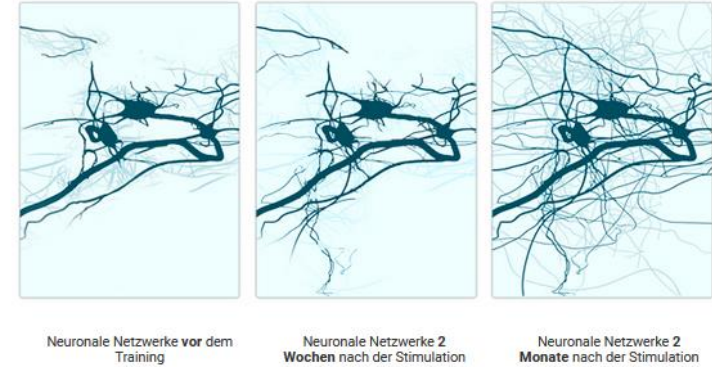 Neuronale Netzwerke vor dem
Training
Neuronale Netzwerke 2
Wochen nach der Stimulation
Neuronale Netzwerke 2
Monate nach der Stimulation